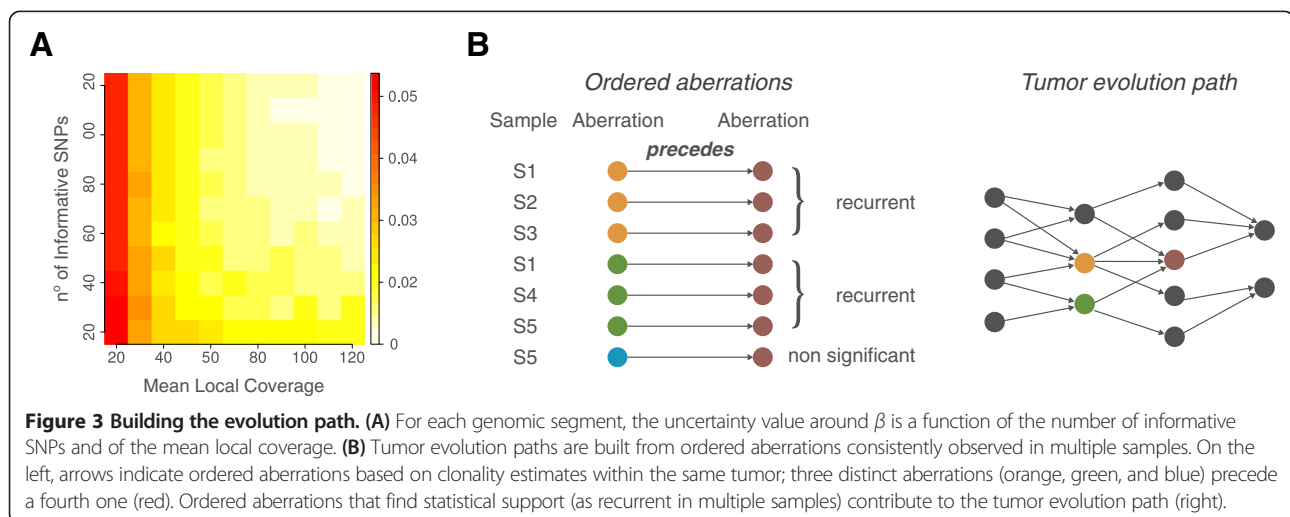 A
B
Ordered aberrations
Tumor evolution path
Sample Aberration Aberration
precedes
S1
S2
S3
S1
S4
S5
S5
recurrent
recurrent
non significant
nº of Informative SNPs
20
00
80
60
40
20
20 40 50 80 100 120
Mean Local Coverage
0.05
0.04
0.03
0.02
0
Figure 3 Building the evolution path. (A) For each genomic segment, the uncertainty value around β is a function of the number of informative
SNPs and of the mean local coverage. (B) Tumor evolution paths are built from ordered aberrations consistently observed in multiple samples. On the
left, arrows indicate ordered aberrations based on clonality estimates within the same tumor; three distinct aberrations (orange, green, and blue) precede
a fourth one (red). Ordered aberrations that find statistical support (as recurrent in multiple samples) contribute to the tumor evolution path (right).